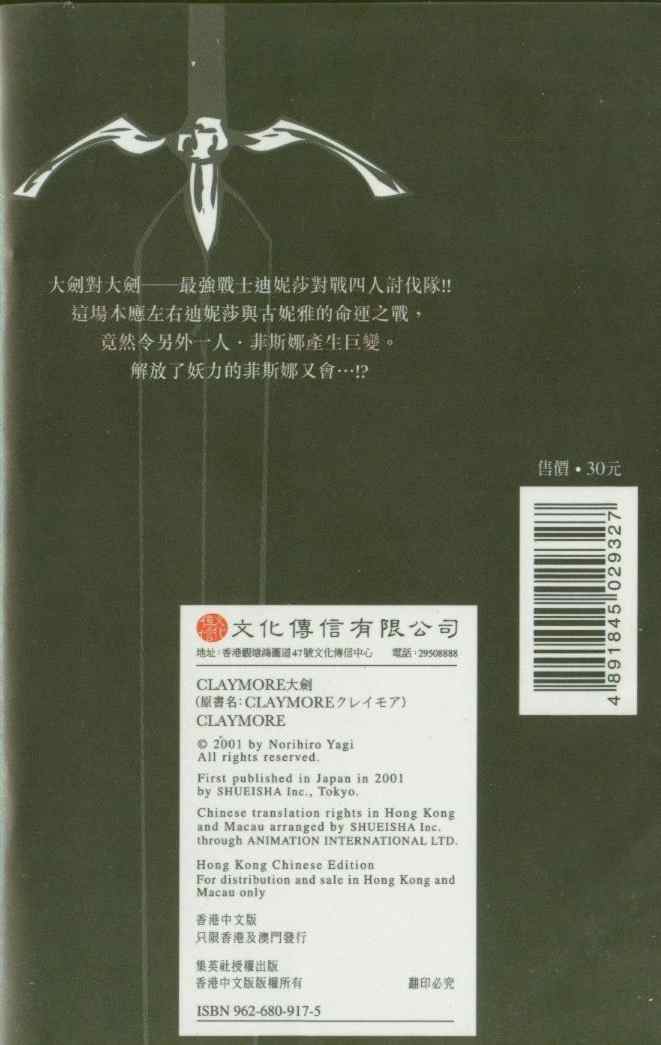 大劍對大劍——最強戰士迪妮莎對戰四人討伐隊!!
這場本應左右迪妮莎與古妮雅的命運之戰，
竟然令另外一人．菲斯娜產生巨變。
解放了妖力的菲斯娜又會…!?
售價・30元
4 891845 029327
文化傳信有限公司
地址：香港觀塘鴻圖道47號文化傳信中心　電話：29508888
CLAYMORE大劍
（原書名：CLAYMOREクレイモア）
CLAYMORE
© 2001 by Norihiro Yagi
All rights reserved.
First published in Japan in 2001
by SHUEISHA Inc., Tokyo.
Chinese translation rights in Hong Kong
and Macau arranged by SHUEISHA Inc.
through ANIMATION INTERNATIONAL LTD.
Hong Kong Chinese Edition
For distribution and sale in Hong Kong and
Macau only
香港中文版
只限香港及澳門發行
集英社授權出版
香港中文版版權所有　翻印必究
ISBN 962-680-917-5